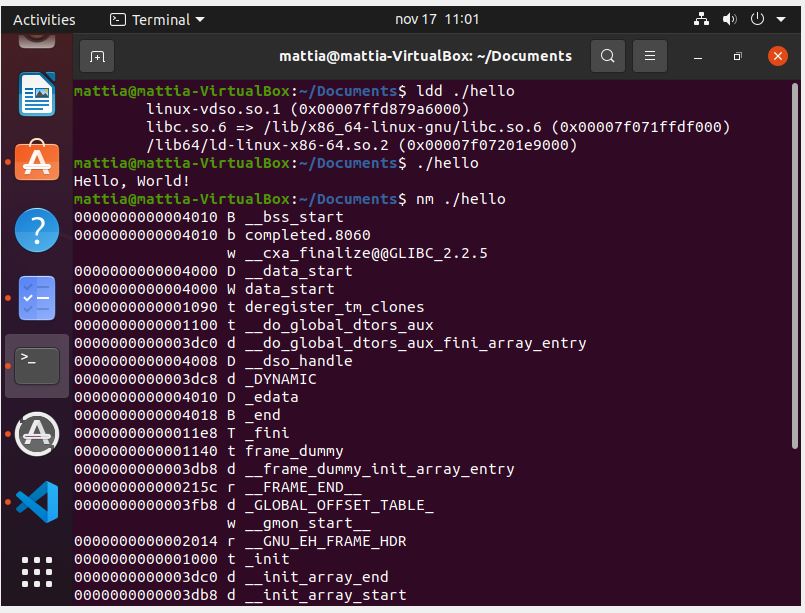 Activities Terminal nov 17 11:01
mattia@mattia-VirtualBox: ~/Documents
mattia@mattia-VirtualBox:~/Documents$ ldd ./hello
linux-vdso.so.1 (0x00007ffd879a6000)
libc.so.6 => /lib/x86_64-linux-gnu/libc.so.6 (0x00007f071ffdf000)
/lib64/ld-linux-x86-64.so.2 (0x00007f07201e9000)
mattia@mattia-VirtualBox:~/Documents$ ./hello
Hello, World!
mattia@mattia-VirtualBox:~/Documents$ nm ./hello
0000000000004010 B __bss_start
0000000000004010 b completed.8060
w __cxa_finalize@@GLIBC_2.2.5
0000000000004000 D __data_start
0000000000004000 W data_start
0000000000001090 t deregister_tm_clones
0000000000001100 t __do_global_dtors_aux
0000000000003dc0 d __do_global_dtors_aux_fini_array_entry
0000000000004008 D __dso_handle
0000000000003dc8 d _DYNAMIC
0000000000004010 D _edata
0000000000004018 B _end
00000000000011e8 T _fini
0000000000001140 t frame_dummy
0000000000003db8 d __frame_dummy_init_array_entry
000000000000215c r __FRAME_END__
0000000000003fb8 d _GLOBAL_OFFSET_TABLE_
w __gmon_start__
0000000000002014 r __GNU_EH_FRAME_HDR
0000000000001000 t _init
0000000000003dc0 d __init_array_end
0000000000003db8 d __init_array_start